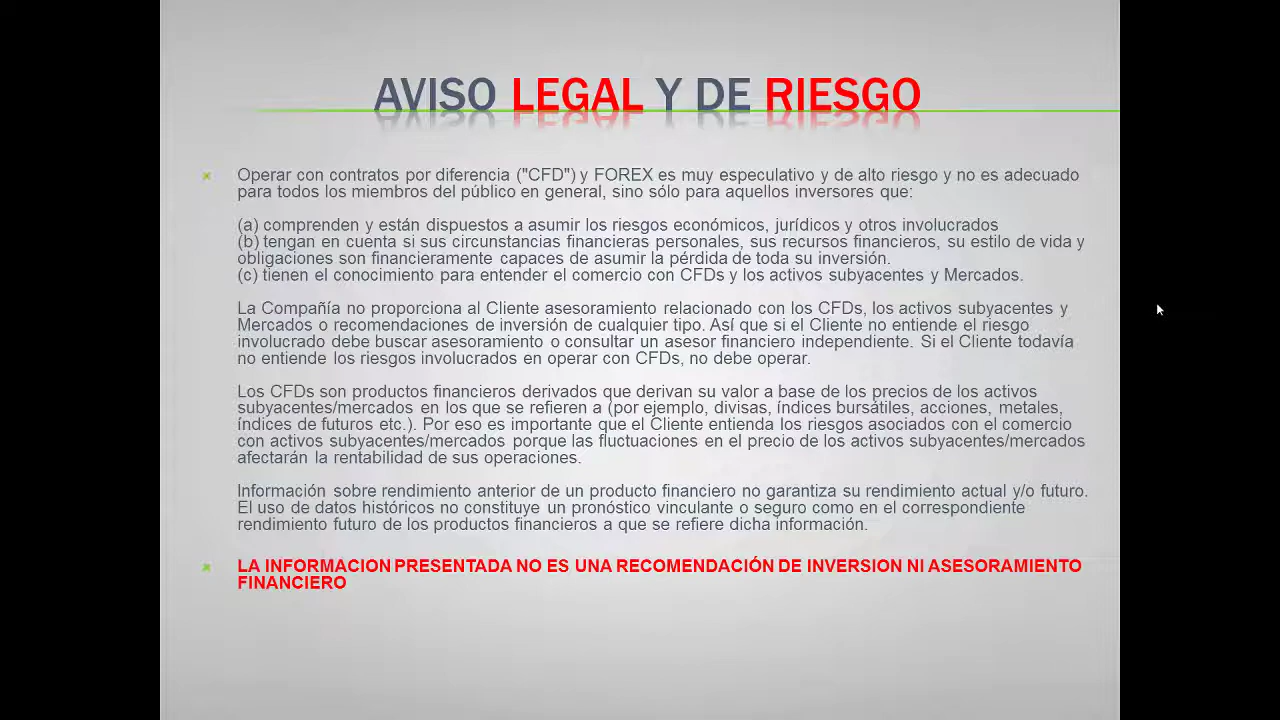 AVISO LEGAL Y DE RIESGO
Operar con contratos por diferencia ("CFD") y FOREX es muy especulativo y de alto riesgo y no es adecuado
para todos los miembros del público en general, sino sólo para aquellos inversores que:
(a) comprenden y están dispuestos a asumir los riesgos económicos, jurídicos y otros involucrados
(b) tengan en cuenta si sus circunstancias financieras personales, sus recursos financieros, su estilo de vida y
obligaciones son financieramente capaces de asumir la pérdida de toda su inversión.
(c) tienen el conocimiento para entender el comercio con CFDs y los activos subyacentes y Mercados.
La Compañía no proporciona al Cliente asesoramiento relacionado con los CFDs, los activos subyacentes y
Mercados o recomendaciones de inversión de cualquier tipo. Así que si el Cliente no entiende el riesgo
involucrado debe buscar asesoramiento o consultar un asesor financiero independiente. Si el Cliente todavía
no entiende los riesgos involucrados en operar con CFDs, no debe operar.
Los CFDs son productos financieros derivados que derivan su valor a base de los precios de los activos
subyacentes/mercados en los que se refieren a (por ejemplo, divisas, índices bursátiles, acciones, metales,
índices de futuros etc.). Por eso es importante que el Cliente entienda los riesgos asociados con el comercio
con activos subyacentes/mercados porque las fluctuaciones en el precio de los activos subyacentes/mercados
afectarán la rentabilidad de sus operaciones.
Información sobre rendimiento anterior de un producto financiero no garantiza su rendimiento actual y/o futuro.
El uso de datos históricos no constituye un pronóstico vinculante o seguro como en el correspondiente
rendimiento futuro de los productos financieros a que se refiere dicha información.
LA INFORMACION PRESENTADA NO ES UNA RECOMENDACIÓN DE INVERSION NI ASESORAMIENTO
FINANCIERO